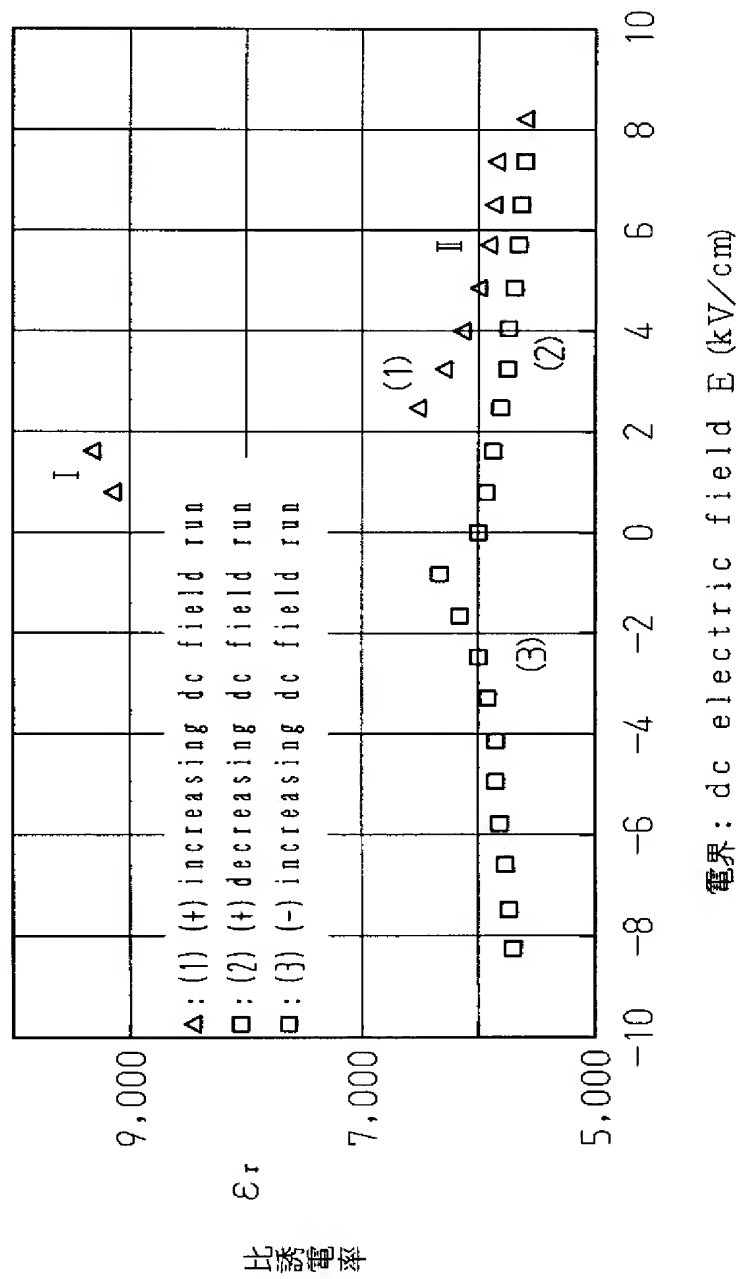 比誘電率 εr
9,000
7,000
5,000
I
II
(1)
(2)
(3)
△:(1) (+)increasing dc field run
□:(2) (+)decreasing dc field run
□:(3) (-)increasing dc field run
-10 -8 -6 -4 -2 0 2 4 6 8 10
電界: dc electric field E (kV/cm)